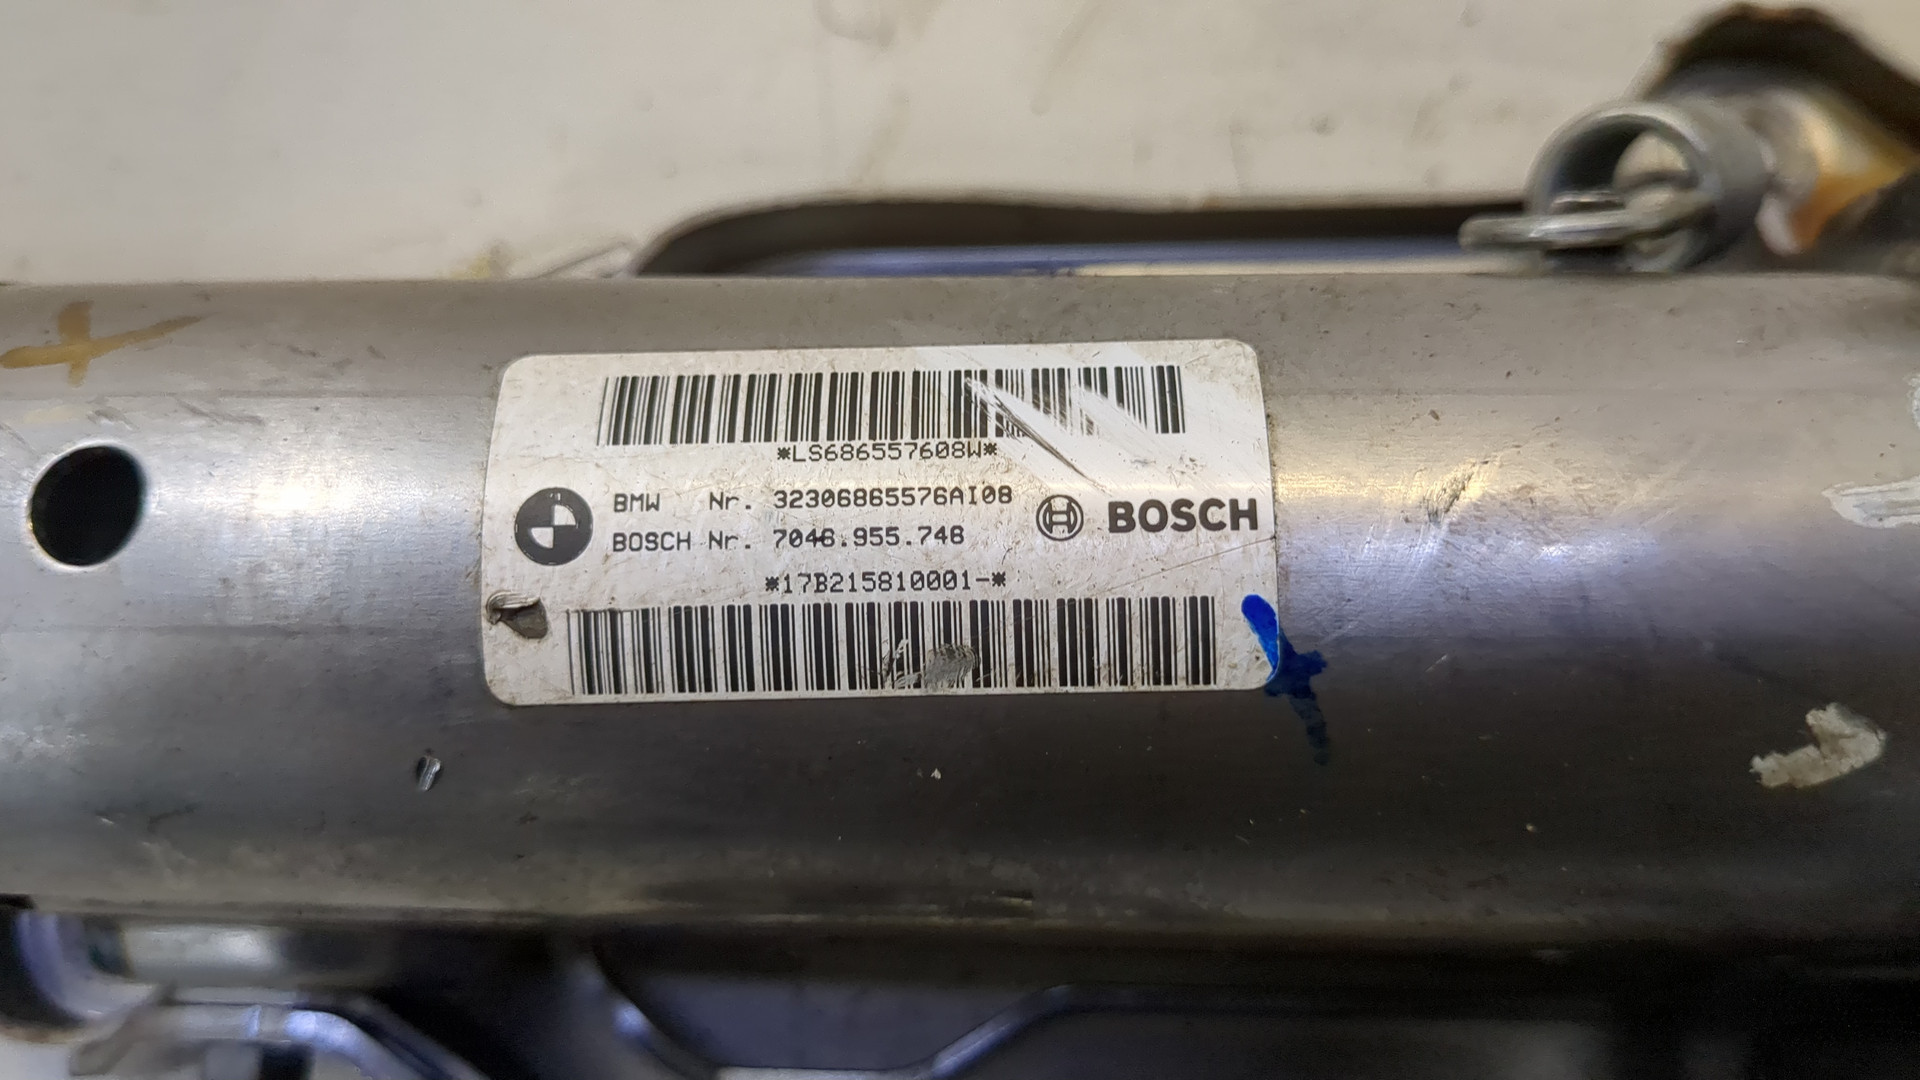 *LS686557608W*
BMW Nr. 32306865576AI08
BOSCH Nr. 7046.955.746
BOSCH
*17B215810001-*